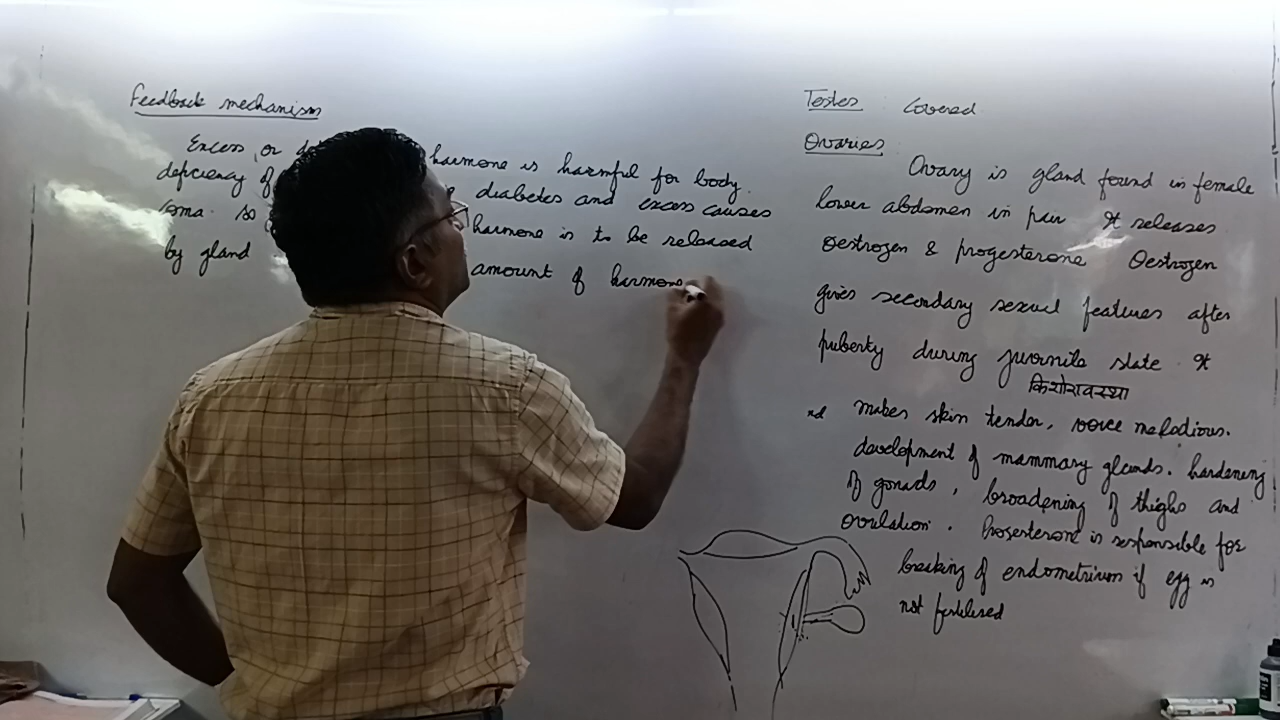 Feedback mechanism
Excess, or harmone is harmful for body.
deficiency of diabetes and excess causes
coma. so harmone is to be released
by gland amount of harmone
Testes Covered
Ovaries
Ovary is gland found in female
lower abdomen in pair It releases
Oestrogen & progesterone Oestrogen
gives secondary sexual features after
puberty during juvenile state It
किशोरावस्था
makes skin tender, voice melodious.
development of mammary glands. hardening
of gonads, broadening of thighs and
ovulation. Progesterone is responsible for
breaking of endometrium if egg is
not fertilised